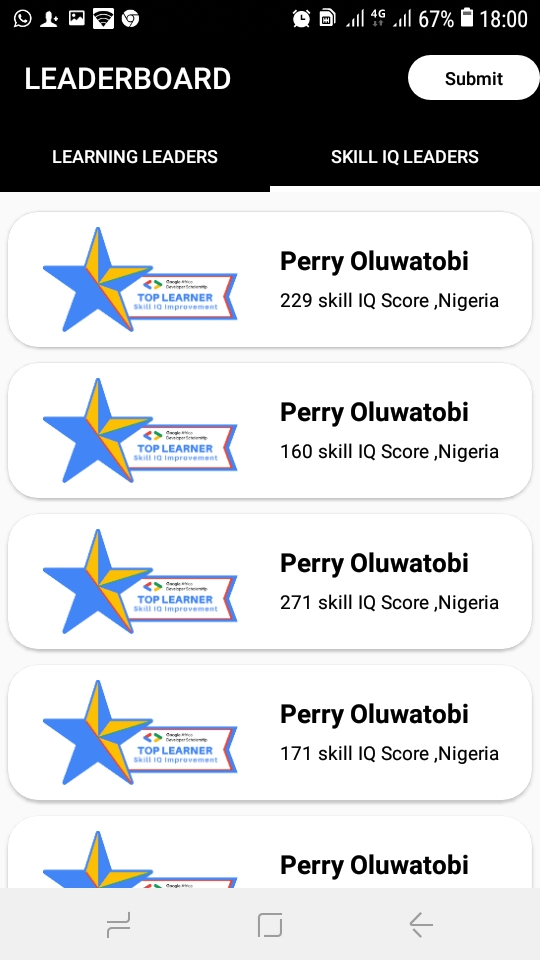 4G 67% 18:00
LEADERBOARD
Submit
LEARNING LEADERS
SKILL IQ LEADERS
Perry Oluwatobi
229 skill IQ Score ,Nigeria
Google Africa
Developer Scholarship
TOP LEARNER
Skill IQ Improvement
Perry Oluwatobi
160 skill IQ Score ,Nigeria
Google Africa
Developer Scholarship
TOP LEARNER
Skill IQ Improvement
Perry Oluwatobi
271 skill IQ Score ,Nigeria
Google Africa
Developer Scholarship
TOP LEARNER
Skill IQ Improvement
Perry Oluwatobi
171 skill IQ Score ,Nigeria
Google Africa
Developer Scholarship
TOP LEARNER
Skill IQ Improvement
Perry Oluwatobi